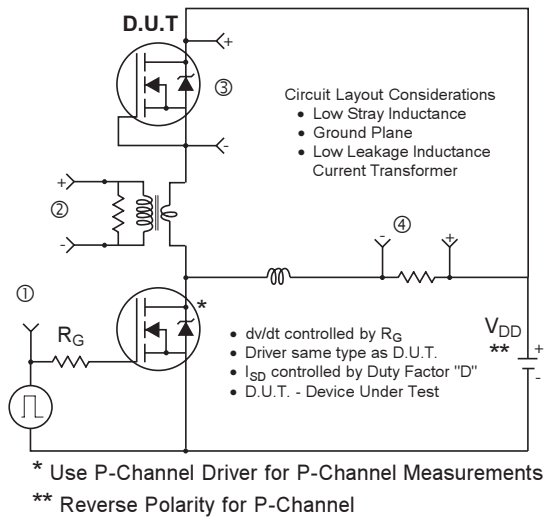 D.U.T
+
③
-
Circuit Layout Considerations
• Low Stray Inductance
• Ground Plane
• Low Leakage Inductance
Current Transformer
+
②
-
④
- +
①
R_G
*
• dv/dt controlled by R_G
• Driver same type as D.U.T.
• I_SD controlled by Duty Factor "D"
• D.U.T. - Device Under Test
V_DD
**
+
-
* Use P-Channel Driver for P-Channel Measurements
** Reverse Polarity for P-Channel